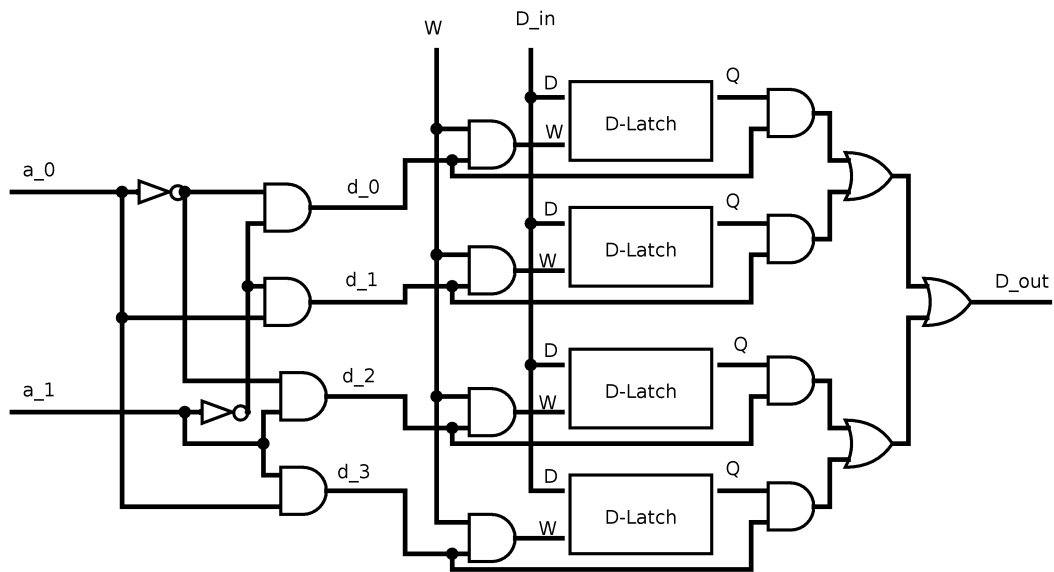 W
D_in
D
Q
D-Latch
W
a_0
d_0
D
Q
D-Latch
W
d_1
D_out
D
Q
D-Latch
W
a_1
d_2
D
Q
D-Latch
W
d_3